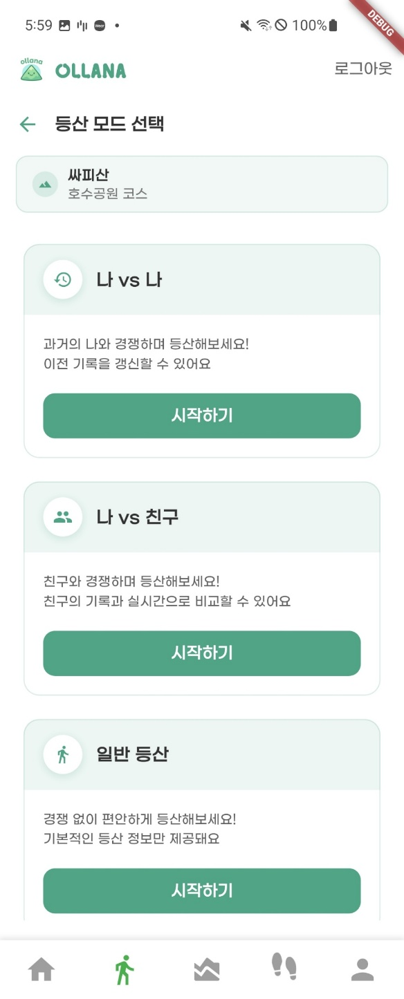 5:59
Wear
100%
DEBUG
ollana
OLLANA
로그아웃
등산 모드 선택
싸피산
호수공원 코스
나 vs 나
과거의 나와 경쟁하며 등산해보세요!
이전 기록을 갱신할 수 있어요
시작하기
나 vs 친구
친구와 경쟁하며 등산해보세요!
친구의 기록과 실시간으로 비교할 수 있어요
시작하기
일반 등산
경쟁 없이 편안하게 등산해보세요!
기본적인 등산 정보만 제공돼요
시작하기